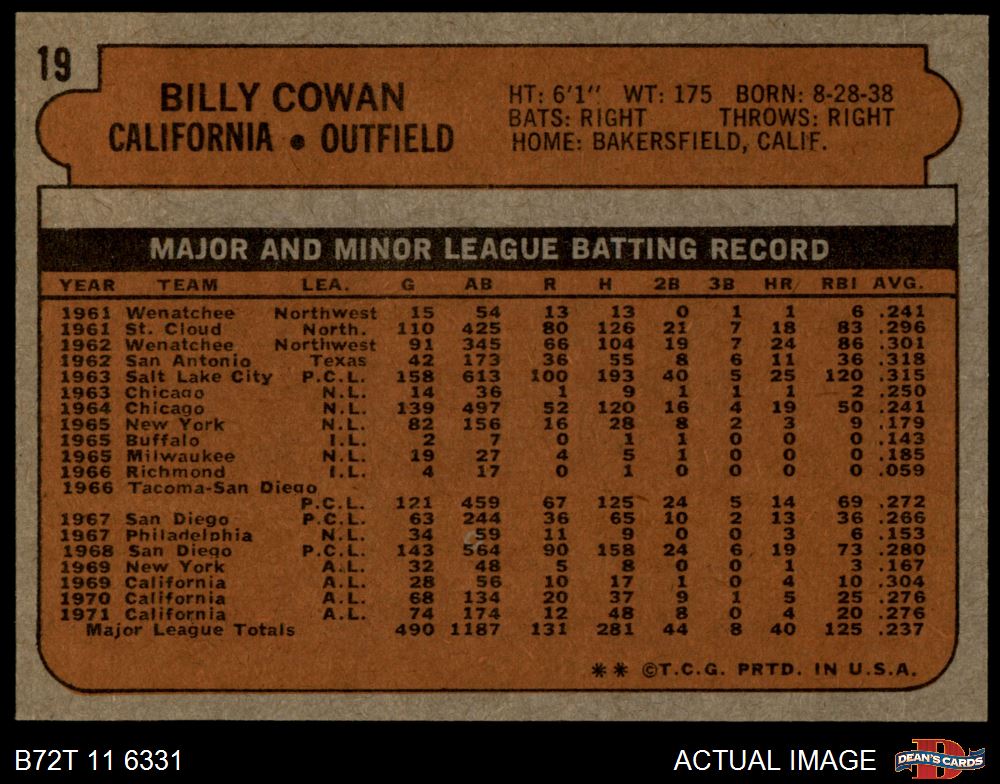 19
BILLY COWAN
CALIFORNIA • OUTFIELD
HT: 6'1" WT: 175 BORN: 8-28-38
BATS: RIGHT THROWS: RIGHT
HOME: BAKERSFIELD, CALIF.
MAJOR AND MINOR LEAGUE BATTING RECORD
YEAR TEAM LEA. G AB R H 2B 3B HR RBI AVG.
1961 Wenatchee Northwest 15 54 13 13 0 1 1 6 .241
1961 St. Cloud North. 110 425 80 126 21 7 18 83 .296
1962 Wenatchee Northwest 91 345 66 104 19 7 24 86 .301
1962 San Antonio Texas 42 173 36 55 8 6 11 36 .318
1963 Salt Lake City P.C.L. 158 613 100 193 40 5 25 120 .315
1963 Chicago N.L. 14 36 1 9 1 1 1 2 .250
1964 Chicago N.L. 139 497 52 120 16 4 19 50 .241
1965 New York N.L. 82 156 16 28 8 2 3 9 .179
1965 Buffalo I.L. 2 7 0 1 1 0 0 0 .143
1965 Milwaukee N.L. 19 27 4 5 1 0 0 0 .185
1966 Richmond I.L. 4 17 0 1 0 0 0 0 .059
1966 Tacoma-San Diego
P.C.L. 121 459 67 125 24 5 14 69 .272
1967 San Diego P.C.L. 63 244 36 65 10 2 13 36 .266
1967 Philadelphia N.L. 34 59 11 9 0 0 3 6 .153
1968 San Diego P.C.L. 143 564 90 158 24 6 19 73 .280
1969 New York A.L. 32 48 5 8 0 0 1 3 .167
1969 California A.L. 28 56 10 17 1 0 4 10 .304
1970 California A.L. 68 134 20 37 9 1 5 25 .276
1971 California A.L. 74 174 12 48 8 0 4 20 .276
Major League Totals 490 1187 131 281 44 8 40 125 .237
** ©T.C.G. PRTD. IN U.S.A.
B72T 11 6331
ACTUAL IMAGE
D
DEAN'S CARDS